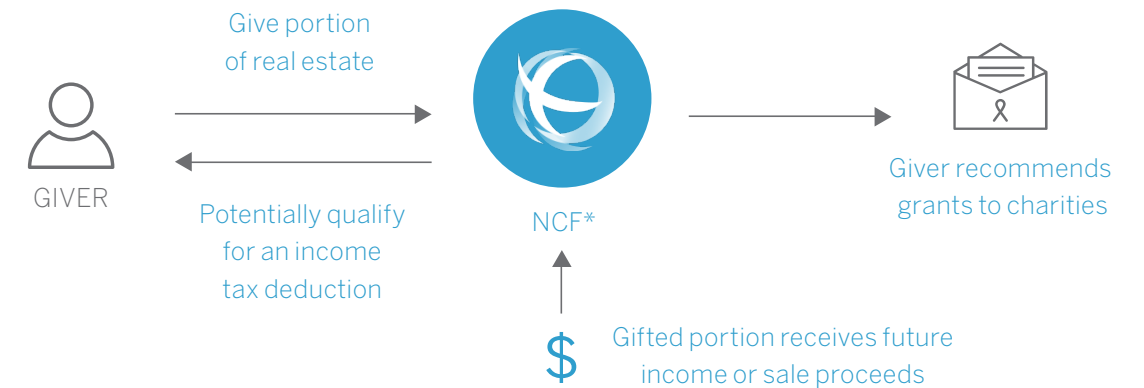 Give portion
of real estate
GIVER
Potentially qualify
for an income
tax deduction
NCF*
Giver recommends
grants to charities
$
Gifted portion receives future
income or sale proceeds